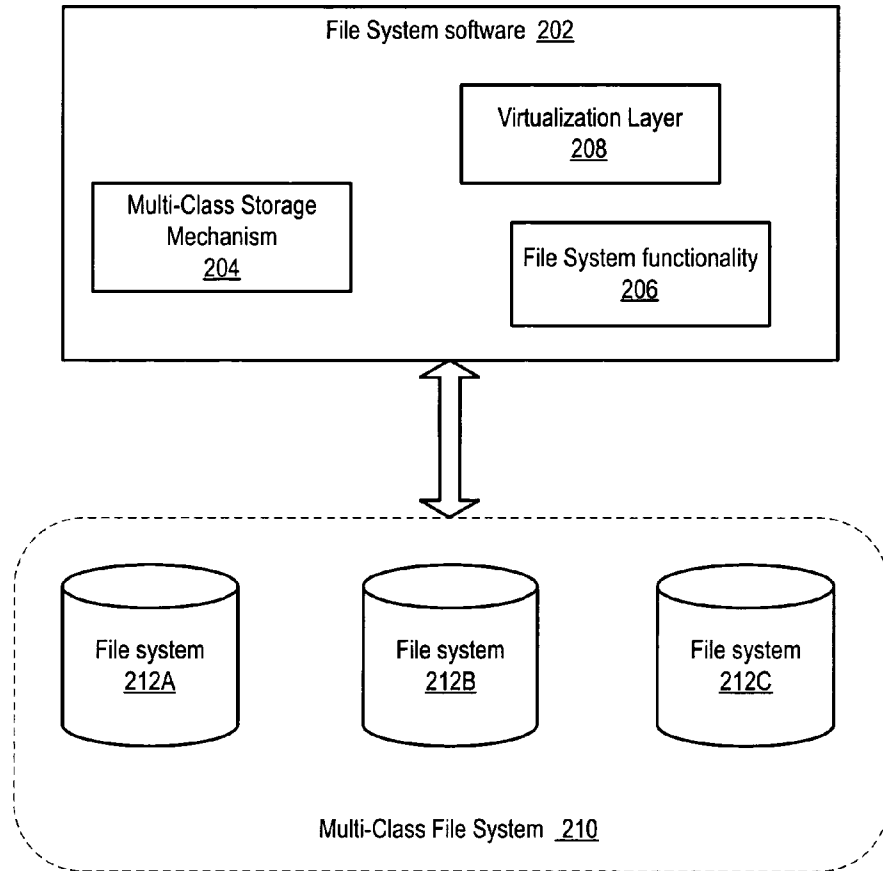 File System software 202
Virtualization Layer
208
Multi-Class Storage
Mechanism
204
File System functionality
206
File system
212A
File system
212B
File system
212C
Multi-Class File System 210